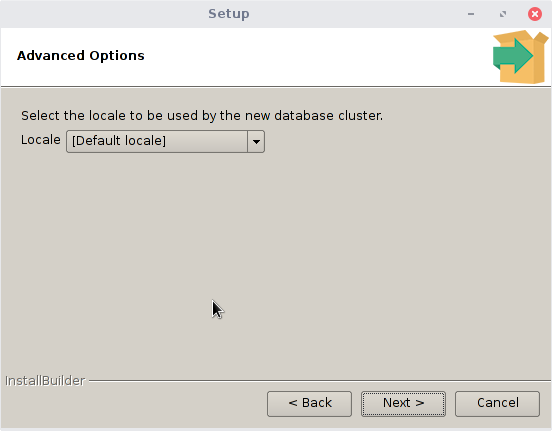 Setup
Advanced Options
Select the locale to be used by the new database cluster.
Locale [Default locale]
InstallBuilder
< Back Next > Cancel